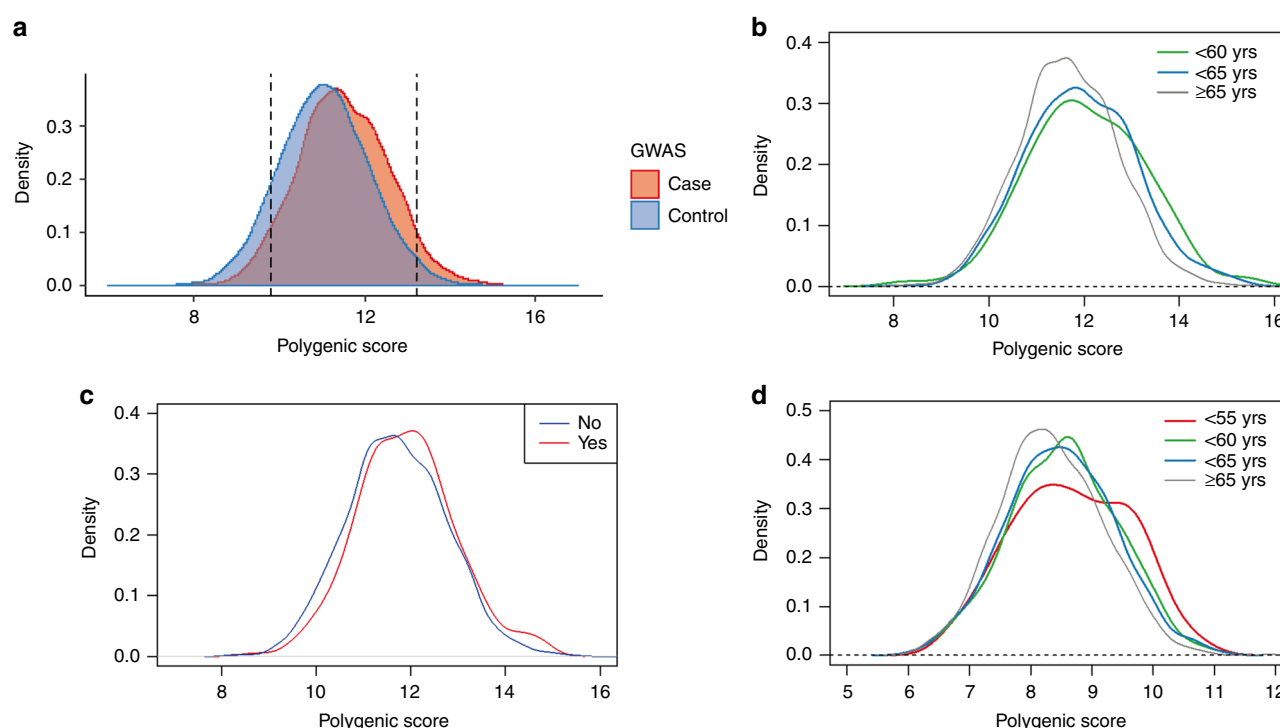 a
Density
0.3
0.2
0.1
0.0
8
12
16
Polygenic score
GWAS
Case
Control
b
Density
0.4
0.3
0.2
0.1
0.0
8
10
12
14
16
Polygenic score
<60 yrs
<65 yrs
≥65 yrs
c
Density
0.4
0.3
0.2
0.1
0.0
8
10
12
14
16
Polygenic score
No
Yes
d
Density
0.5
0.4
0.3
0.2
0.1
0.0
5
6
7
8
9
10
11
12
Polygenic score
<55 yrs
<60 yrs
<65 yrs
≥65 yrs